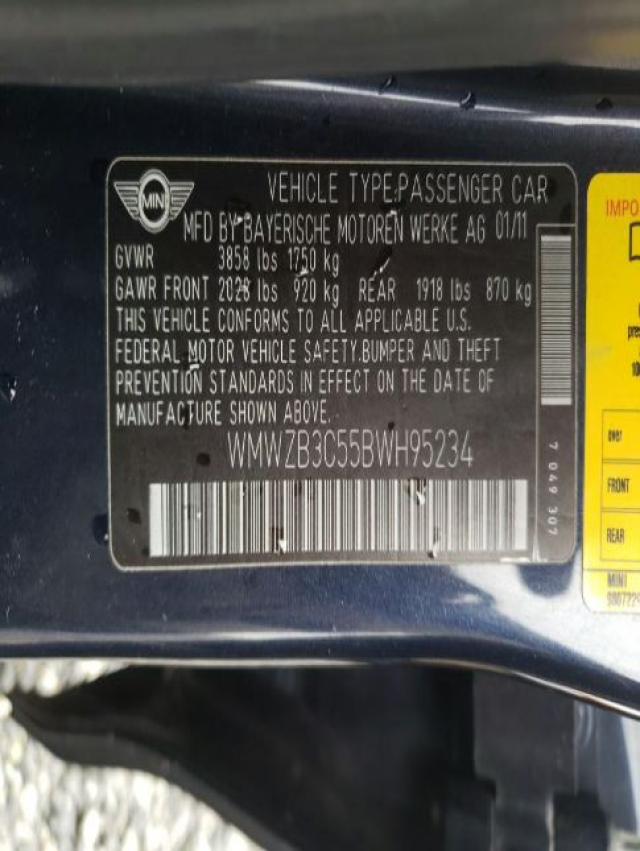 MINI
VEHICLE TYPE:PASSENGER CAR
MFD BY BAYERISCHE MOTOREN WERKE AG 01/11
GVWR 3858 lbs 1750 kg
GAWR FRONT 2028 lbs 920 kg REAR 1918 lbs 870 kg
THIS VEHICLE CONFORMS TO ALL APPLICABLE U.S.
FEDERAL MOTOR VEHICLE SAFETY.BUMPER AND THEFT
PREVENTION STANDARDS IN EFFECT ON THE DATE OF
MANUFACTURE SHOWN ABOVE.
WMWZB3C55BWH95234
7 049 307
IMPO
FRONT
REAR
MINI